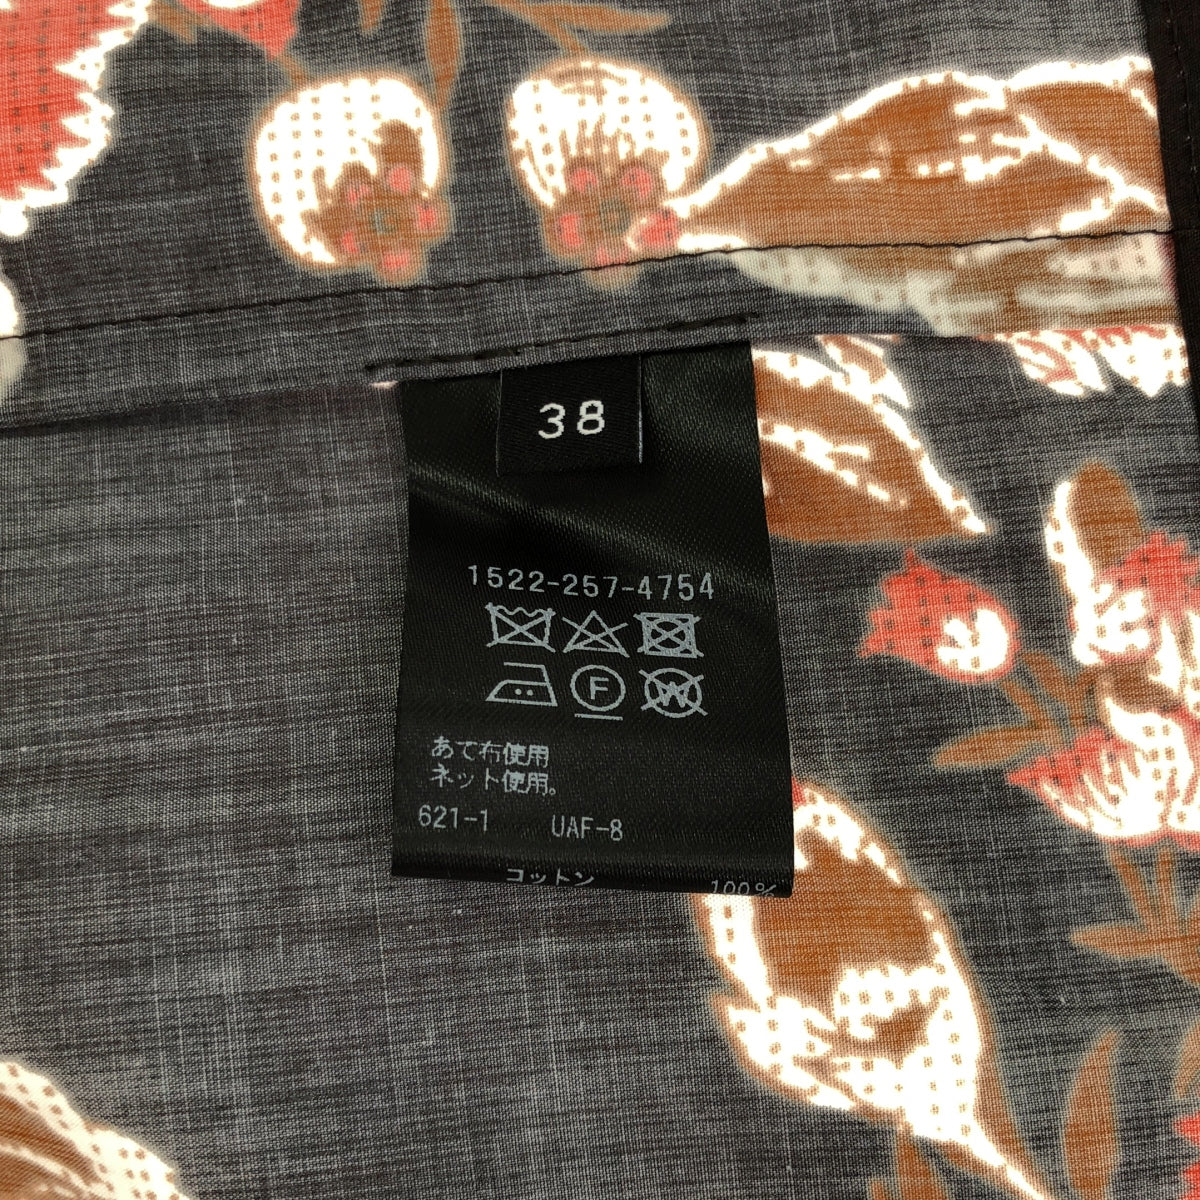 38
1522-257-4754
F W
あて布使用
ネット使用。
621-1 UAF-8
コットン 100%